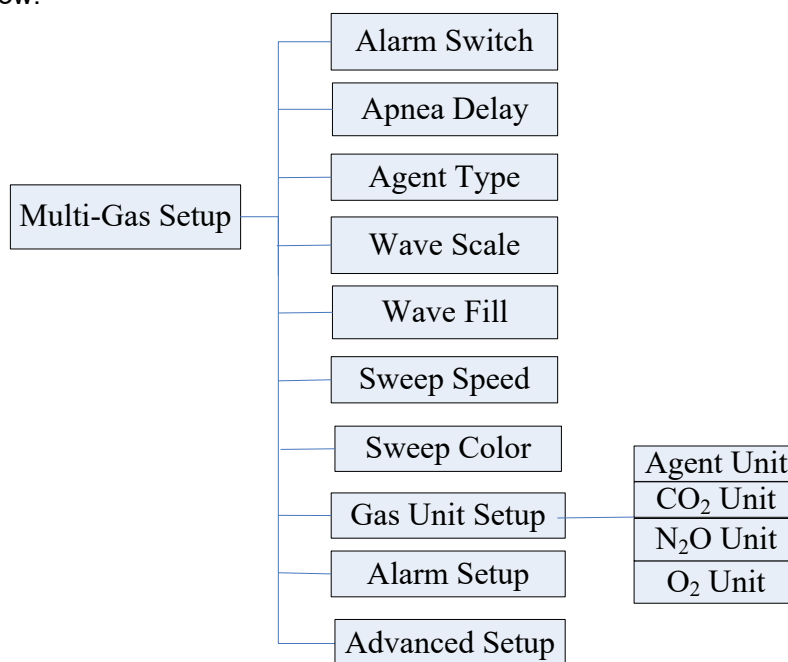 Alarm Switch
Apnea Delay
Agent Type
Multi-Gas Setup
Wave Scale
Wave Fill
Sweep Speed
Sweep Color
Gas Unit Setup
Agent Unit
CO₂ Unit
N₂O Unit
O₂ Unit
Alarm Setup
Advanced Setup